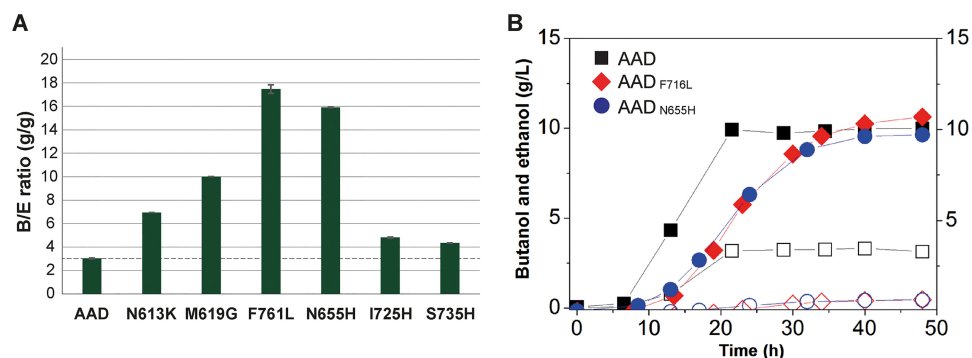 A
B/E ratio (g/g)
20
18
16
14
12
10
8
6
4
2
0
AAD N613K M619G F761L N655H I725H S735H
B
Butanol and ethanol (g/L)
15
10
5
0
15
10
5
AAD
AAD F716L
AAD N655H
0 10 20 30 40 50
Time (h)